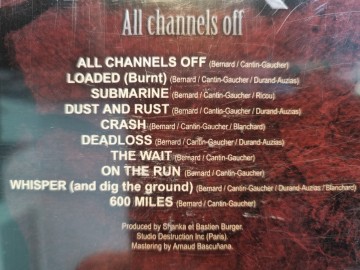 All channels off
ALL CHANNELS OFF (Bernard / Cantin-Gaucher)
LOADED (Burnt) (Bernard / Cantin-Gaucher / Durand-Auzias)
SUBMARINE (Bernard / Cantin-Gaucher / Ricou)
DUST AND RUST (Bernard / Cantin-Gaucher / Durand-Auzias)
CRASH (Bernard / Cantin-Gaucher / Blanchard)
DEADLOSS (Bernard / Cantin-Gaucher / Durand-Auzias)
THE WAIT (Bernard / Cantin-Gaucher)
ON THE RUN (Bernard / Cantin-Gaucher)
WHISPER (and dig the ground) (Bernard / Cantin-Gaucher / Durand-Auzias / Blanchard)
600 MILES (Bernard / Cantin-Gaucher)
Produced by Shanka et Bastien Burger.
Studio Destruction Inc (Paris).
Mastering by Arnaud Bascuñana.